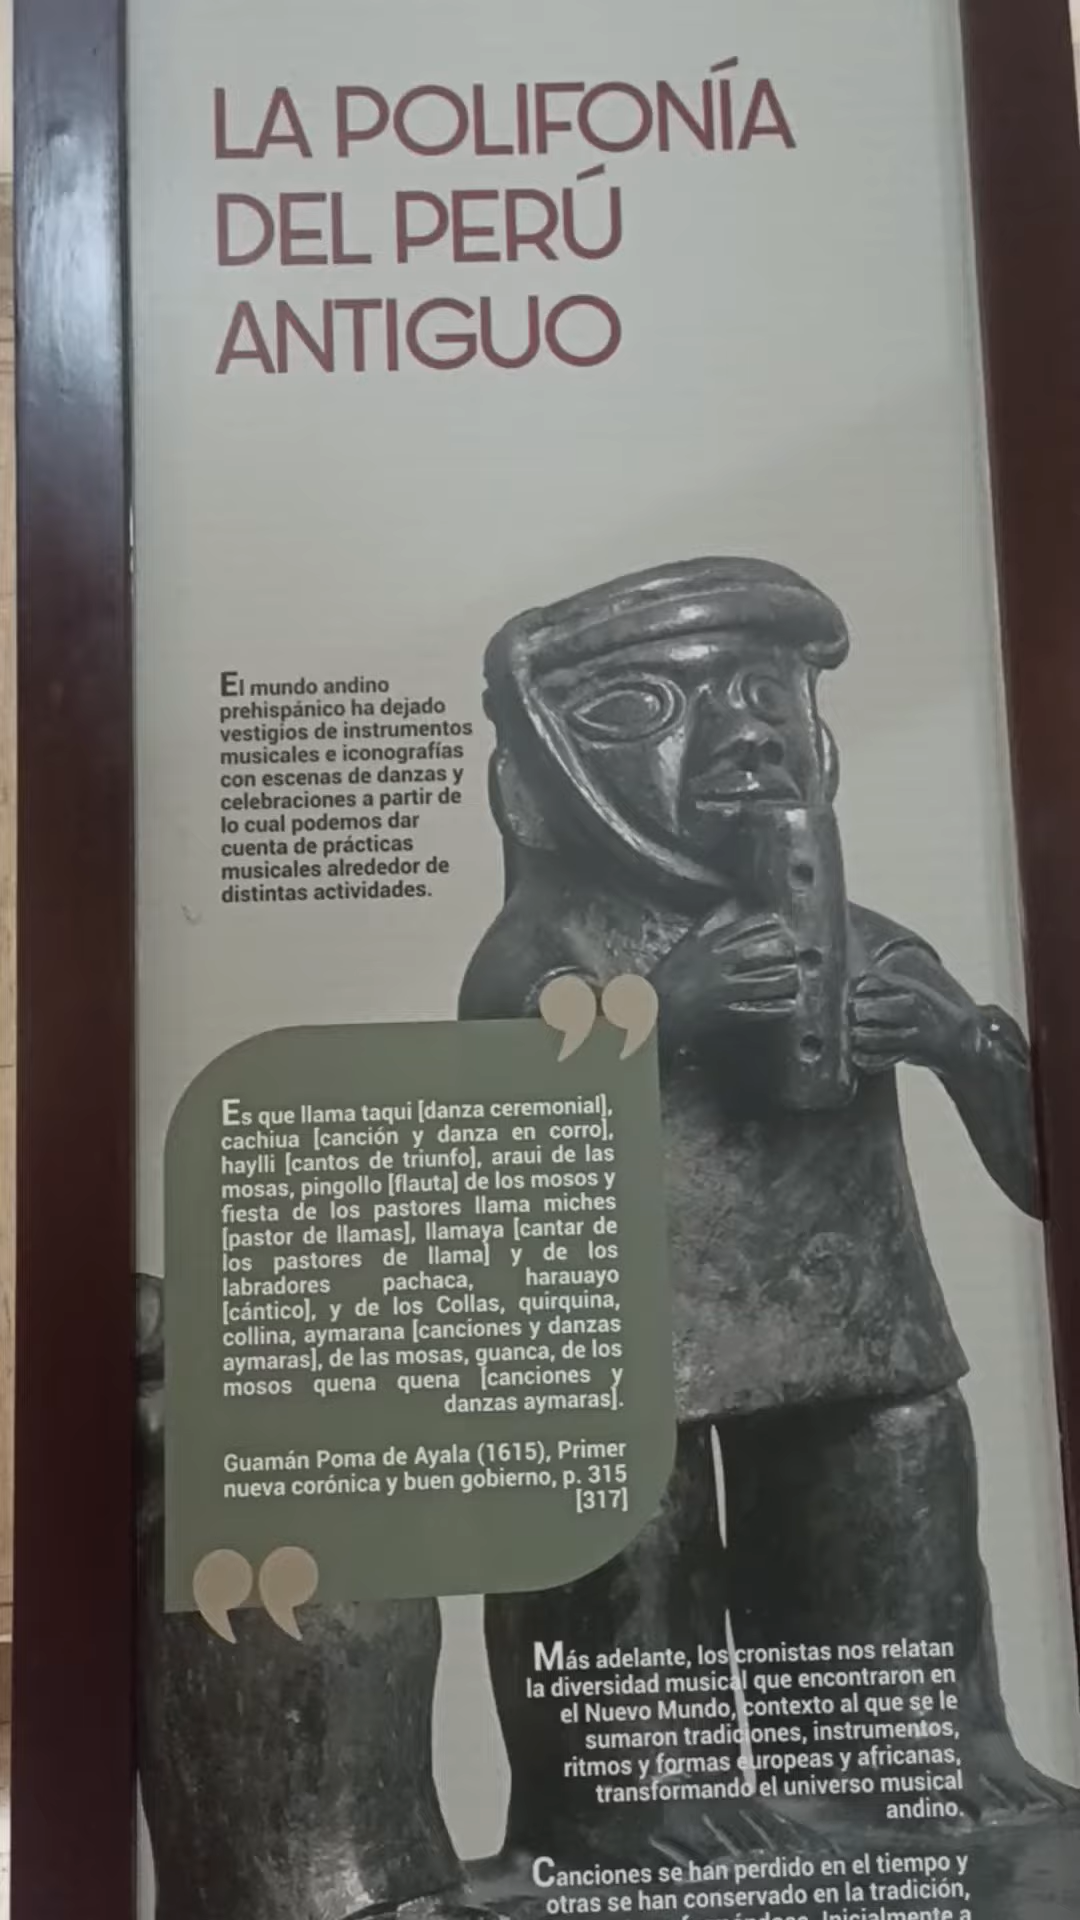 LA POLIFONÍA
DEL PERÚ
ANTIGUO
El mundo andino
prehispánico ha dejado
vestigios de instrumentos
musicales e iconografías
con escenas de danzas y
celebraciones a partir de
lo cual podemos dar
cuenta de prácticas
musicales alrededor de
distintas actividades.
Es que llama taqui [danza ceremonial],
cachiua [canción y danza en corro],
haylli [cantos de triunfo], araui de las
mosas, pingollo [flauta] de los mosos y
fiesta de los pastores llama miches
[pastor de llamas], llamaya [cantar de
los pastores de llama] y de los
labradores pachaca, harauayo
[cántico], y de los Collas, quirquina,
collina, aymarana [canciones y danzas
aymaras], de las mosas, guanca, de los
mosos quena quena [canciones y
danzas aymaras].
Guamán Poma de Ayala (1615), Primer
nueva corónica y buen gobierno, p. 315
[317]
Más adelante, los cronistas nos relatan
la diversidad musical que encontraron en
el Nuevo Mundo, contexto al que se le
sumaron tradiciones, instrumentos,
ritmos y formas europeas y africanas,
transformando el universo musical
andino.
Canciones se han perdido en el tiempo y
otras se han conservado en la tradición,
Inicialmente a